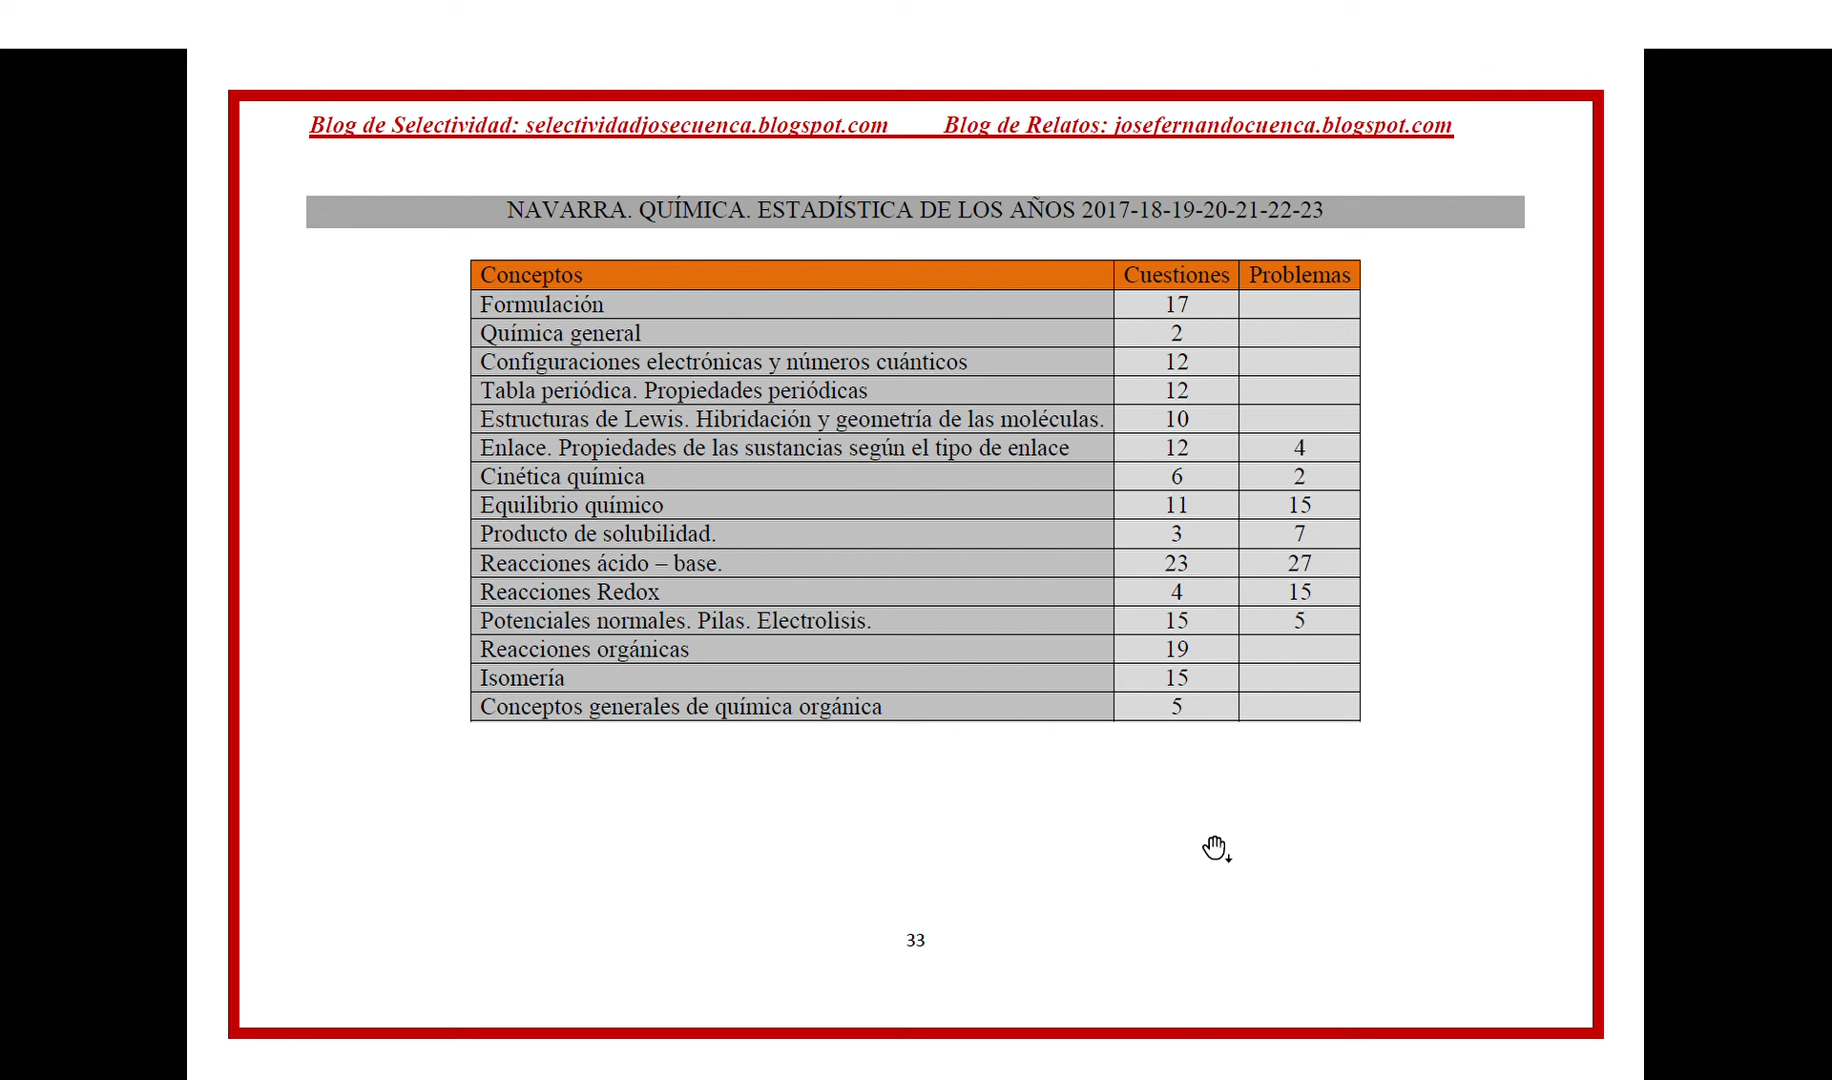 Blog de Selectividad: selectividadjosecuenca.blogspot.com Blog de Relatos: josefernandocuenca.blogspot.com
NAVARRA. QUÍMICA. ESTADÍSTICA DE LOS AÑOS 2017-18-19-20-21-22-23
Conceptos Cuestiones Problemas
Formulación 17
Química general 2
Configuraciones electrónicas y números cuánticos 12
Tabla periódica. Propiedades periódicas 12
Estructuras de Lewis. Hibridación y geometría de las moléculas. 10
Enlace. Propiedades de las sustancias según el tipo de enlace 12 4
Cinética química 6 2
Equilibrio químico 11 15
Producto de solubilidad. 3 7
Reacciones ácido – base. 23 27
Reacciones Redox 4 15
Potenciales normales. Pilas. Electrolisis. 15 5
Reacciones orgánicas 19
Isomería 15
Conceptos generales de química orgánica 5
33